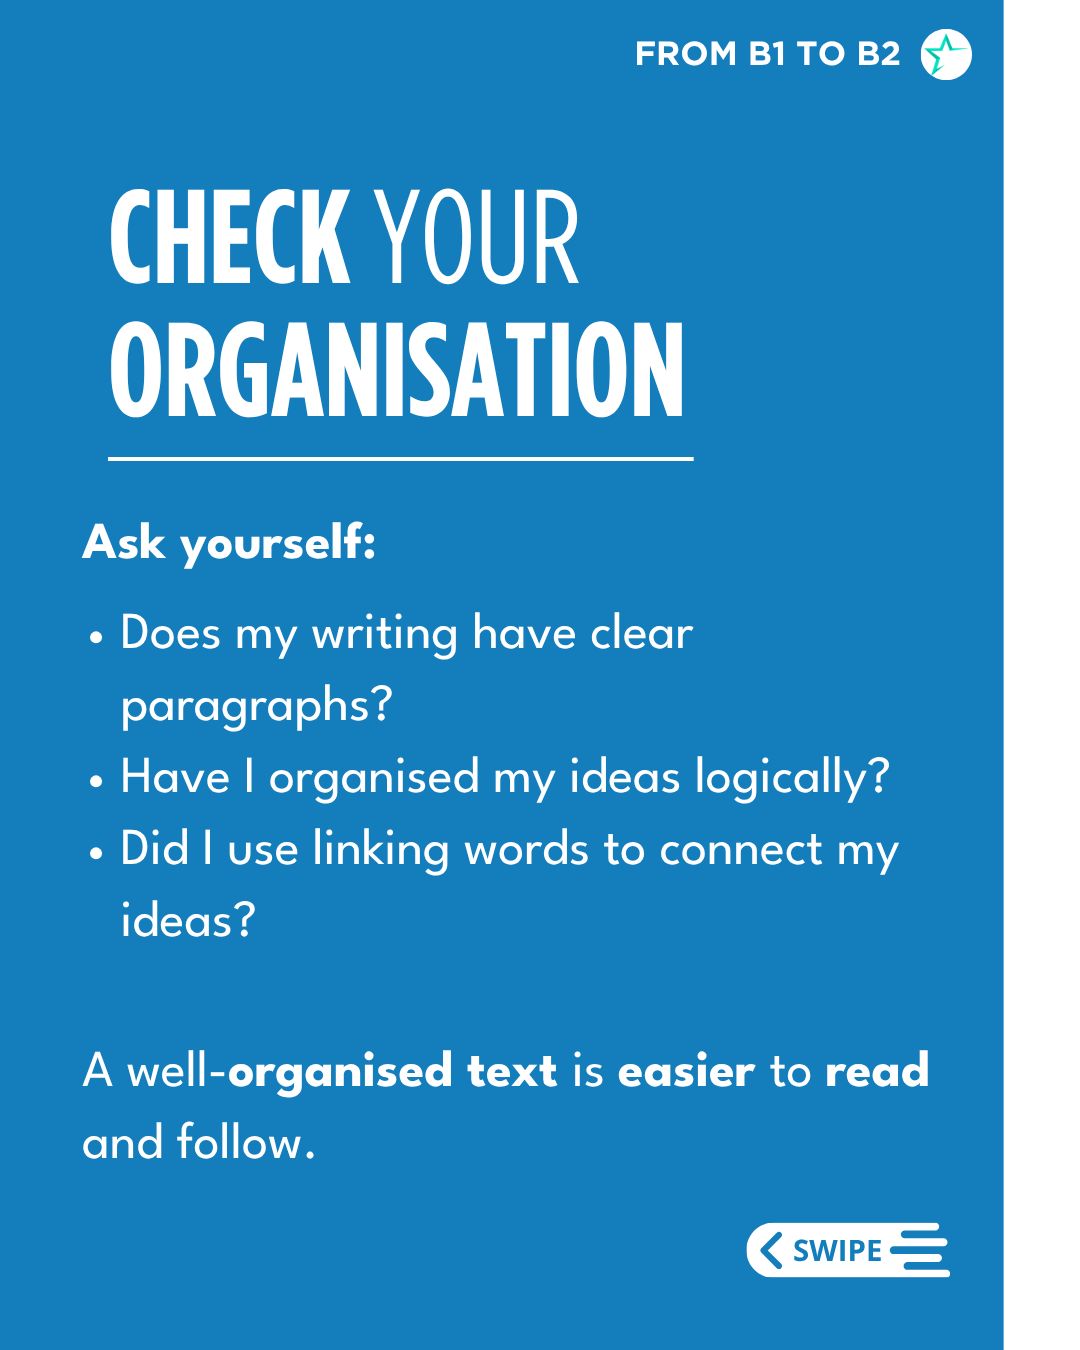 FROM B1 TO B2
CHECK YOUR
ORGANISATION
Ask yourself:
• Does my writing have clear
paragraphs?
• Have I organised my ideas logically?
• Did I use linking words to connect my
ideas?
A well-organised text is easier to read
and follow.
SWIPE